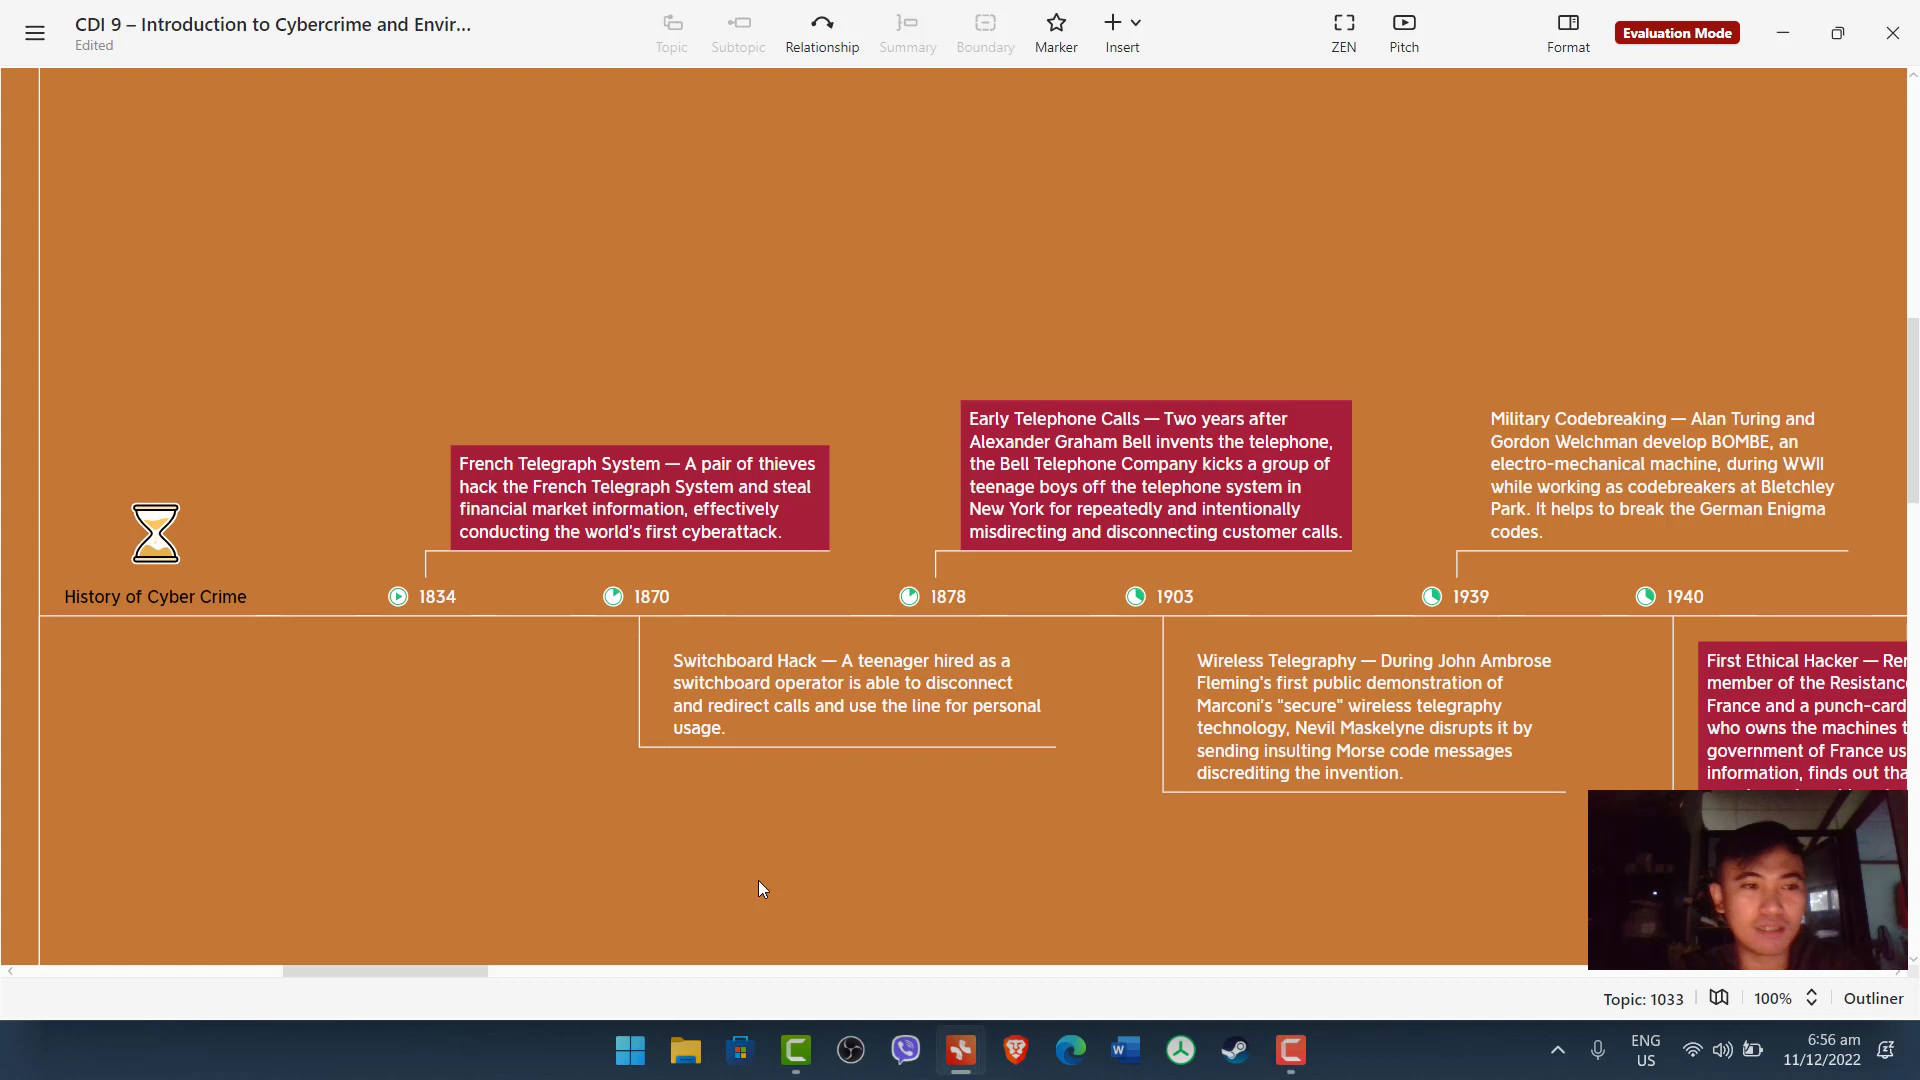 CDI 9 – Introduction to Cybercrime and Envir...
Edited
Topic
Subtopic
Relationship
Summary
Boundary
Marker
Insert
ZEN
Pitch
Format
Evaluation Mode
French Telegraph System — A pair of thieves
hack the French Telegraph System and steal
financial market information, effectively
conducting the world's first cyberattack.
Early Telephone Calls — Two years after
Alexander Graham Bell invents the telephone,
the Bell Telephone Company kicks a group of
teenage boys off the telephone system in
New York for repeatedly and intentionally
misdirecting and disconnecting customer calls.
Military Codebreaking — Alan Turing and
Gordon Welchman develop BOMBE, an
electro-mechanical machine, during WWII
while working as codebreakers at Bletchley
Park. It helps to break the German Enigma
codes.
History of Cyber Crime
1834
1870
1878
1903
1939
1940
Switchboard Hack — A teenager hired as a
switchboard operator is able to disconnect
and redirect calls and use the line for personal
usage.
Wireless Telegraphy — During John Ambrose
Fleming's first public demonstration of
Marconi's "secure" wireless telegraphy
technology, Nevil Maskelyne disrupts it by
sending insulting Morse code messages
discrediting the invention.
First Ethical Hacker —
member of the
France and a punch-card
who owns the machines
government of France
information, finds out
Topic: 1033
100%
Outliner
ENG
US
6:56 am
11/12/2022